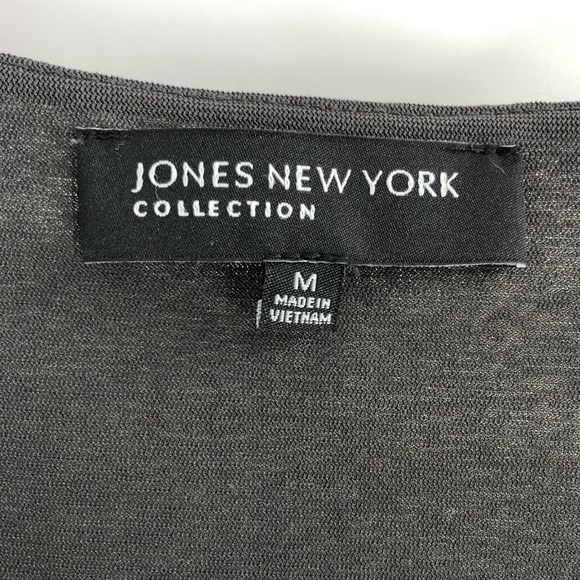 JONES NEW YORK
COLLECTION
M
MADE IN
VIETNAM